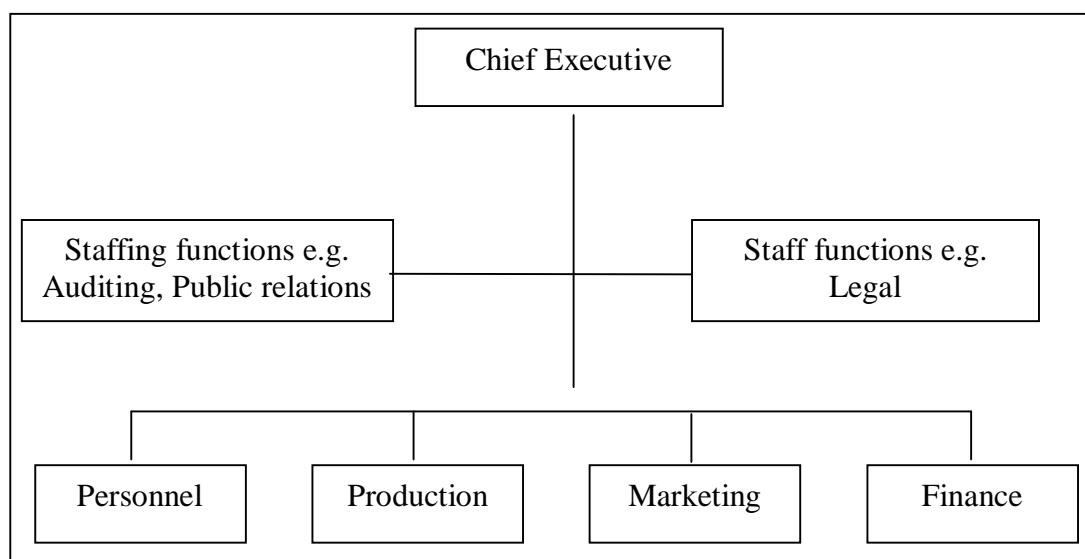 Chief Executive
Staffing functions e.g.
Auditing, Public relations
Staff functions e.g.
Legal
Personnel
Production
Marketing
Finance